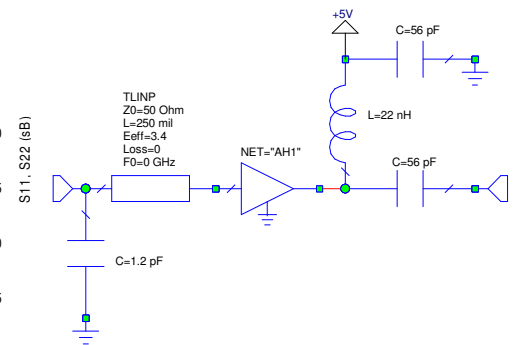 +5V
C=56 pF
TLINP
Z0=50 Ohm
L=250 mil
Eeff=3.4
Loss=0
F0=0 GHz
L=22 nH
NET="AH1"
C=56 pF
S11, S22 (sB)
C=1.2 pF